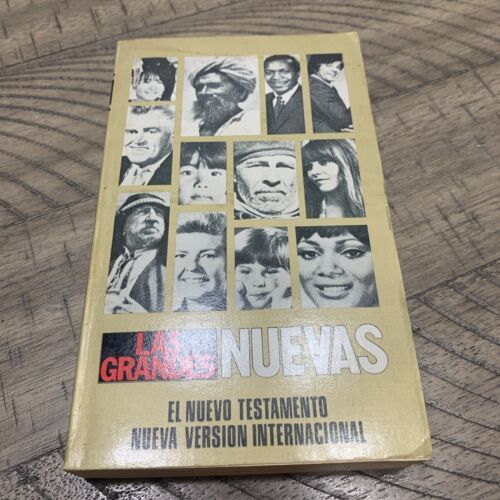 LAS
GRANDES
NUEVAS
EL NUEVO TESTAMENTO
NUEVA VERSION INTERNACIONAL